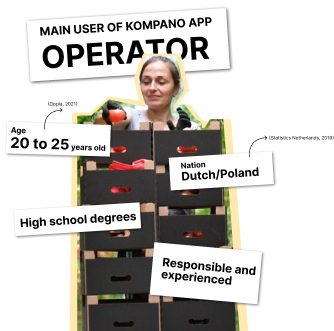 MAIN USER OF KOMPANO APP
OPERATOR
(Zippia, 2021)
Age
20 to 25 years old
(Statistics Netherlands, 2018)
Nation
Dutch/Poland
High school degrees
Responsible and
experienced